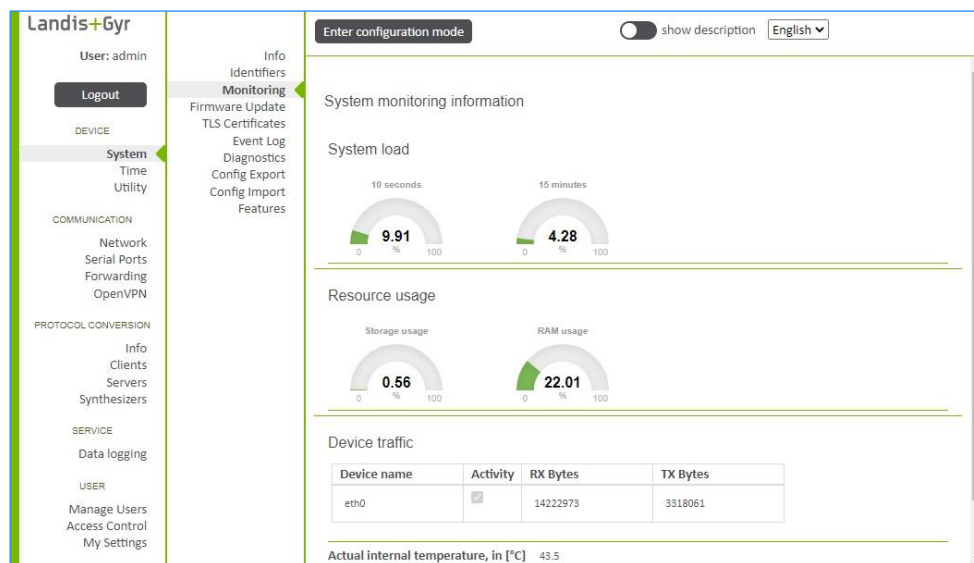 Landis+Gyr
User: admin
Logout
DEVICE
System
Time
Utility
COMMUNICATION
Network
Serial Ports
Forwarding
OpenVPN
PROTOCOL CONVERSION
Info
Clients
Servers
Synthesizers
SERVICE
Data logging
USER
Manage Users
Access Control
My Settings
Info
Identifiers
Monitoring
Firmware Update
TLS Certificates
Event Log
Diagnostics
Config Export
Config Import
Features
Enter configuration mode
show description English
System monitoring information
System load
10 seconds 15 minutes
9.91 4.28
0 % 100 0 % 100
Resource usage
Storage usage RAM usage
0.56 22.01
0 % 100 0 % 100
Device traffic
Device name Activity RX Bytes TX Bytes
eth0 14222973 3318061
Actual internal temperature, in [°C] 43.5